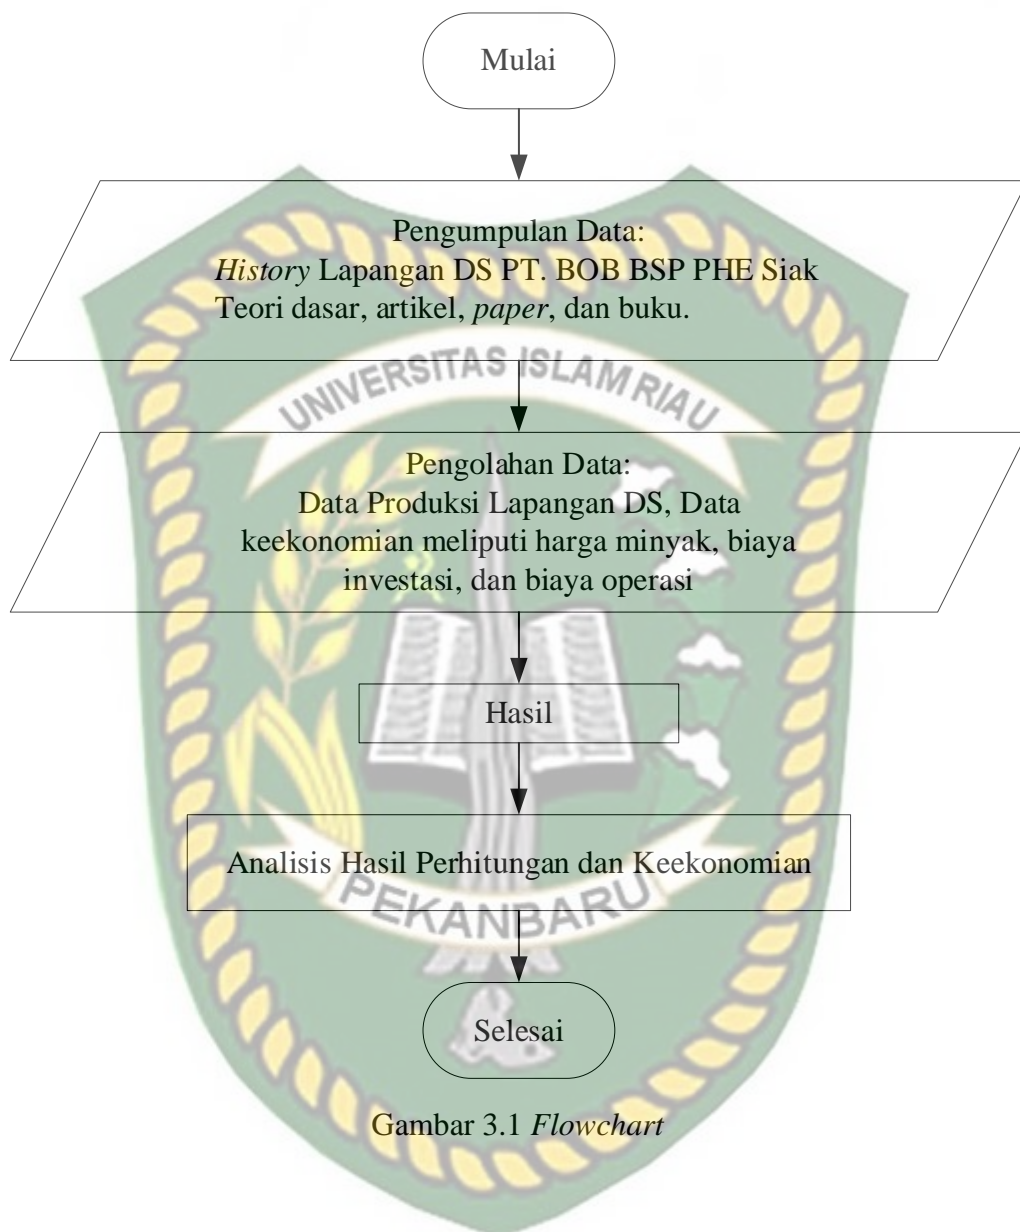 Mulai
Pengumpulan Data:
History Lapangan DS PT. BOB BSP PHE Siak
Teori dasar, artikel, paper, dan buku.
UNIVERSITAS ISLAM RIAU
Pengolahan Data:
Data Produksi Lapangan DS, Data
keekonomian meliputi harga minyak, biaya
investasi, dan biaya operasi
Hasil
Analisis Hasil Perhitungan dan Keekonomian
PEKANBARU
Selesai
Gambar 3.1 Flowchart